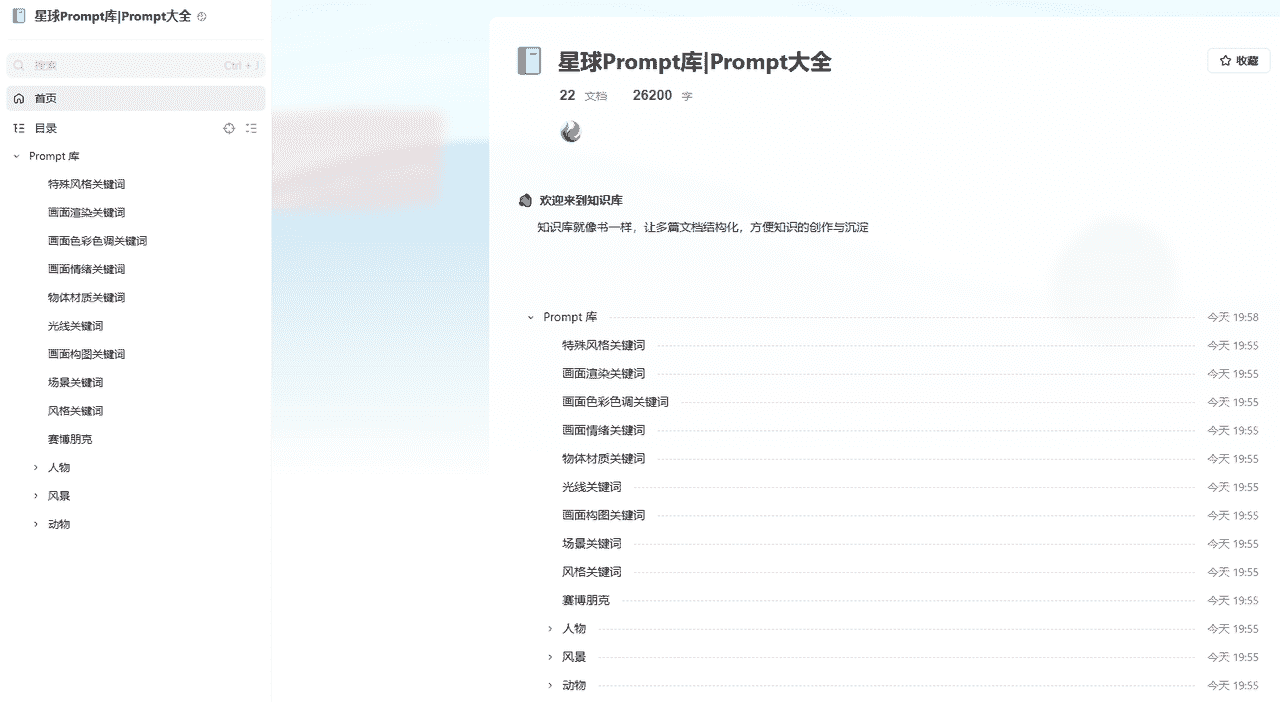 星球Prompt库|Prompt大全
搜索 Ctrl + J
首页
目录
Prompt 库
特殊风格关键词
画面渲染关键词
画面色彩色调关键词
画面情绪关键词
物体材质关键词
光线关键词
画面构图关键词
场景关键词
风格关键词
赛博朋克
人物
风景
动物
星球Prompt库|Prompt大全
收藏
22 文档 26200 字
欢迎来到知识库
知识库就像书一样，让多篇文档结构化，方便知识的创作与沉淀
Prompt 库 今天 19:58
特殊风格关键词 今天 19:55
画面渲染关键词 今天 19:55
画面色彩色调关键词 今天 19:55
画面情绪关键词 今天 19:55
物体材质关键词 今天 19:55
光线关键词 今天 19:55
画面构图关键词 今天 19:55
场景关键词 今天 19:55
风格关键词 今天 19:55
赛博朋克 今天 19:55
人物 今天 19:55
风景 今天 19:55
动物 今天 19:55